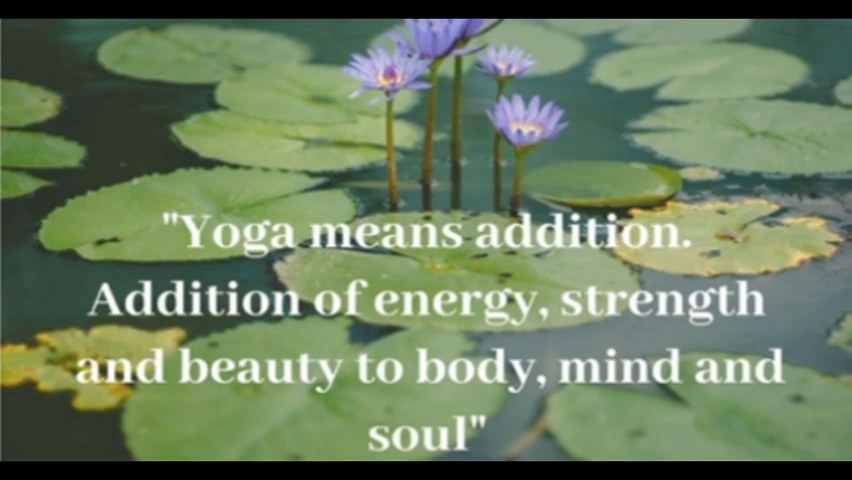 "Yoga means addition.
Addition of energy, strength
and beauty to body, mind and
soul"